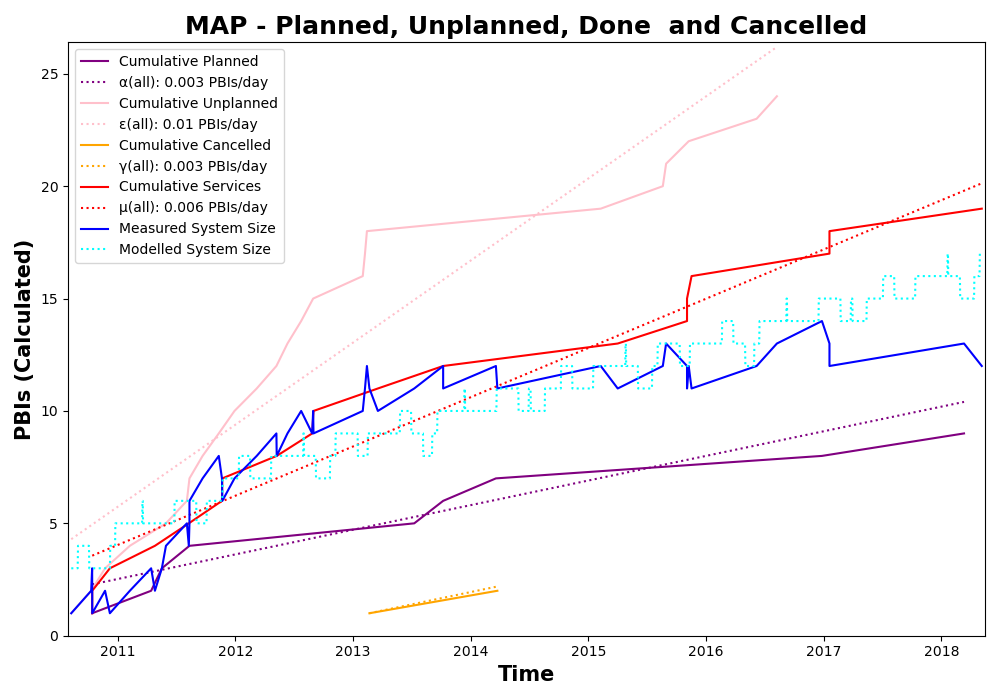 MAP - Planned, Unplanned, Done  and Cancelled
PBIs (Calculated)
25
20
15
10
5
0
Cumulative Planned
α(all): 0.003 PBIs/day
Cumulative Unplanned
ε(all): 0.01 PBIs/day
Cumulative Cancelled
γ(all): 0.003 PBIs/day
Cumulative Services
μ(all): 0.006 PBIs/day
Measured System Size
Modelled System Size
2011 2012 2013 2014 2015 2016 2017 2018
Time